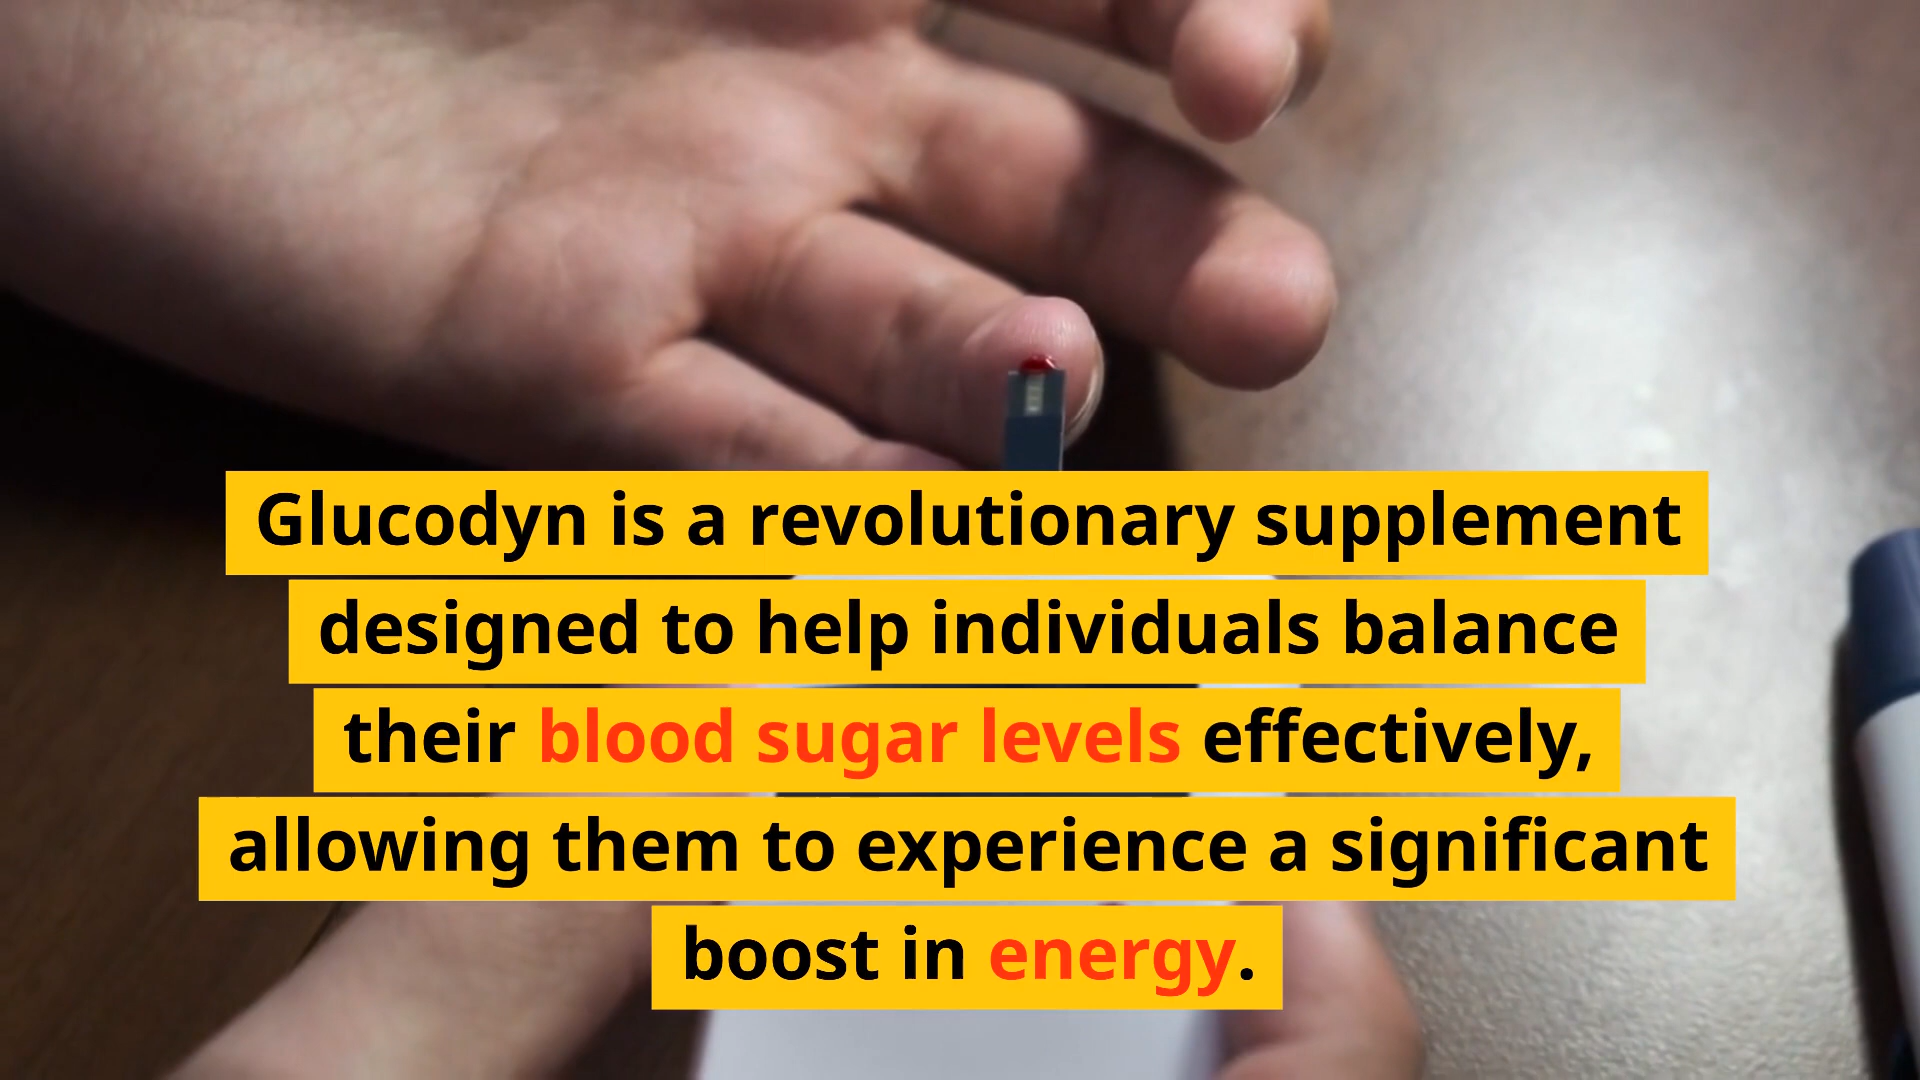 Glucodyn is a revolutionary supplement
designed to help individuals balance
their blood sugar levels effectively,
allowing them to experience a significant
boost in energy.